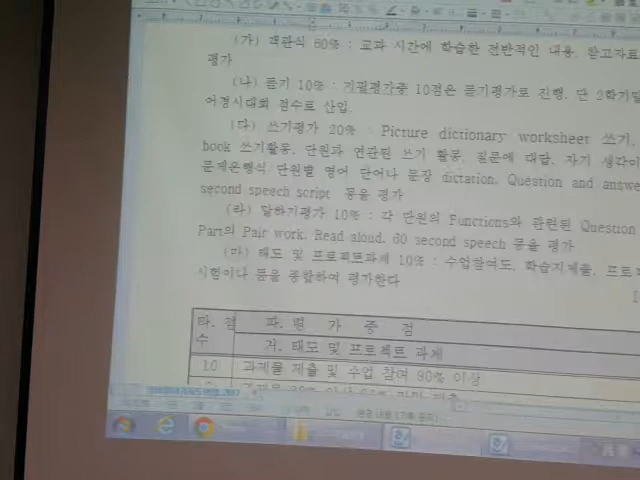 (가) 객관식 60% : 교과 시간에 학습한 전반적인 내용, 참고자료
평가
(나) 듣기 10% : 지필평가중 10점은 듣기평가로 진행. 단 2학기말
어경시대회 점수로 산입.
(다) 쓰기평가 20% : Picture dictionary worksheet 쓰기,
book 쓰기활동, 단원과 연관된 쓰기 활동, 질문에 대답, 자기 생각이
문제은행식 단원별 영어 단어나 문장 dictation, Question and answe
second speech script 등을 평가
(라) 말하기평가 10% : 각 단원의 Functions와 관련된 Question
Part의 Pair work, Read aloud, 60 second speech 등을 평가
(마) 태도 및 프로젝트과제 10% : 수업참여도, 학습지제출, 프로젝
시험이나 등을 종합하여 평가한다
타. 점수
파. 평 가 중 점
거. 태도 및 프로젝트 과제
10 과제물 제출 및 수업 참여 90% 이상